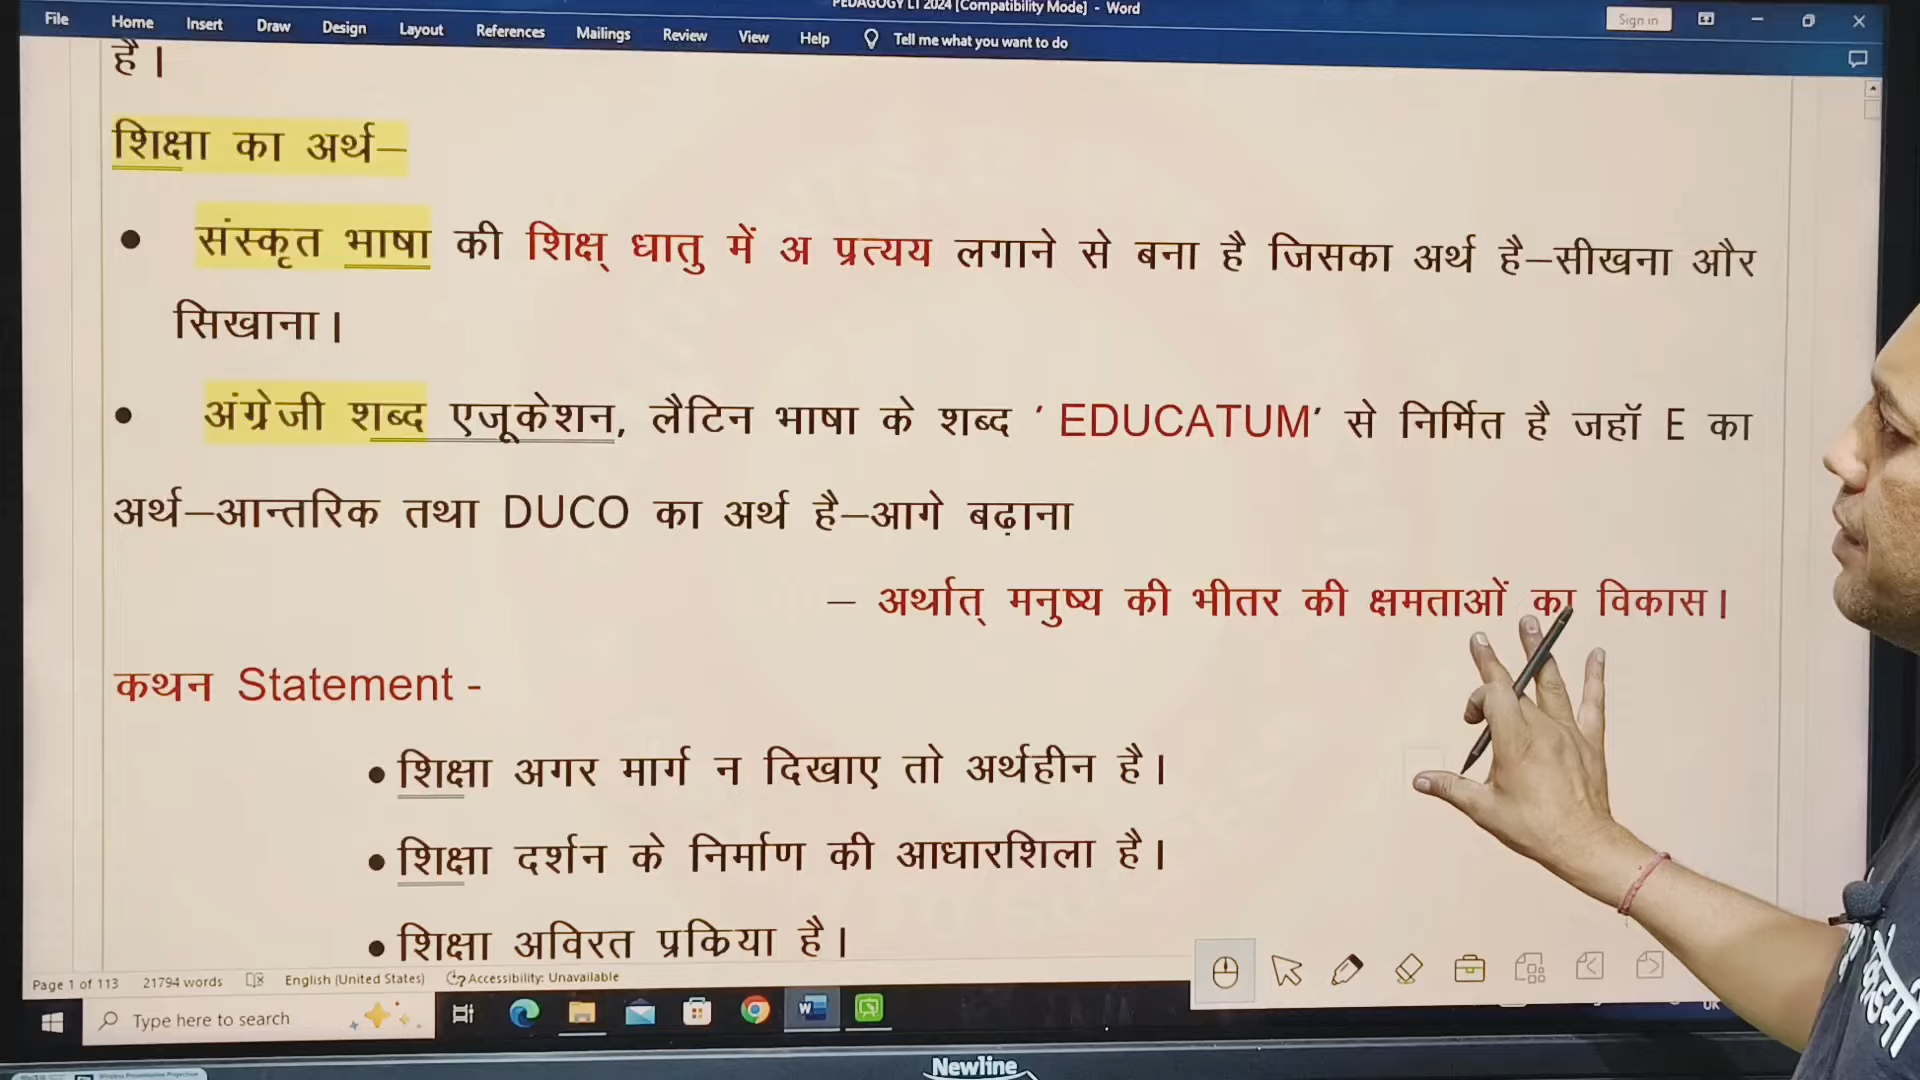 PEDAGOGY LT 2024 [Compatibility Mode] - Word
Sign in
File Home Insert Draw Design Layout References Mailings Review View Help Tell me what you want to do
है।
शिक्षा का अर्थ–
• संस्कृत भाषा की शिक्ष् धातु में अ प्रत्यय लगाने से बना है जिसका अर्थ है–सीखना और
सिखाना।
• अंग्रेजी शब्द एजूकेशन, लैटिन भाषा के शब्द ' EDUCATUM' से निर्मित है जहॉ E का
अर्थ–आन्तरिक तथा DUCO का अर्थ है–आगे बढ़ाना
– अर्थात् मनुष्य की भीतर की क्षमताओं का विकास।
कथन Statement -
• शिक्षा अगर मार्ग न दिखाए तो अर्थहीन है।
• शिक्षा दर्शन के निर्माण की आधारशिला है।
• शिक्षा अविरत प्रकिया है।
Page 1 of 113 21794 words English (United States) Accessibility: Unavailable
Type here to search
Newline